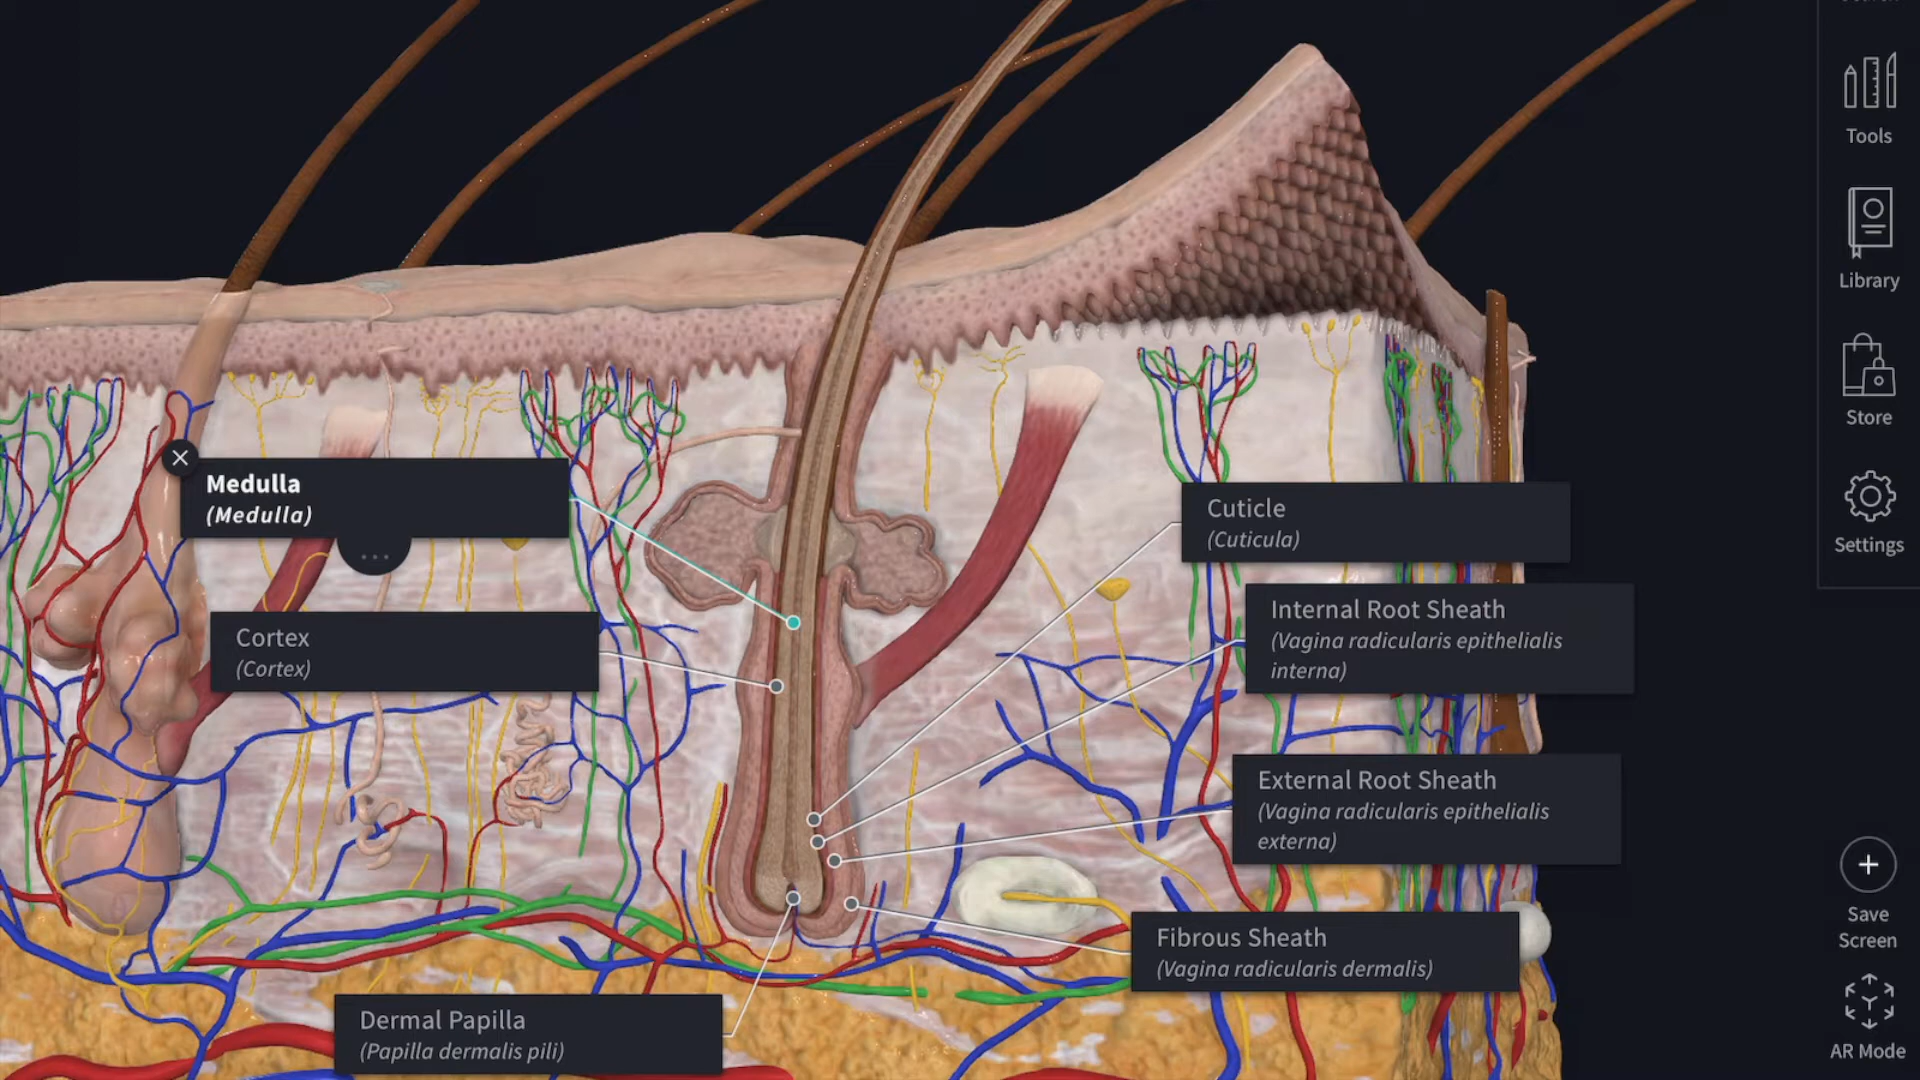 Tools
Library
Store
Settings
Medulla
(Medulla)
Cortex
(Cortex)
Cuticle
(Cuticula)
Internal Root Sheath
(Vagina radicularis epithelialis
interna)
External Root Sheath
(Vagina radicularis epithelialis
externa)
Fibrous Sheath
(Vagina radicularis dermalis)
Dermal Papilla
(Papilla dermalis pili)
Save
Screen
AR Mode